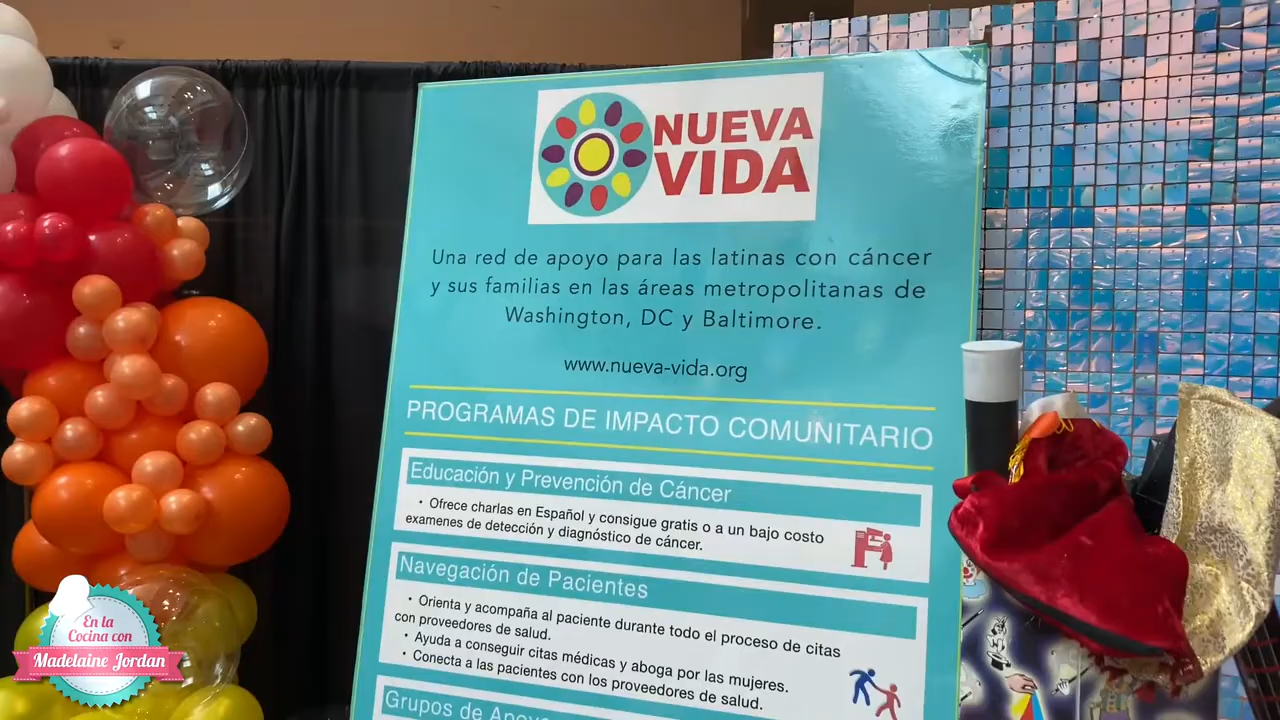 NUEVA
VIDA
Una red de apoyo para las latinas con cáncer
y sus familias en las áreas metropolitanas de
Washington, DC y Baltimore.
www.nueva-vida.org
PROGRAMAS DE IMPACTO COMUNITARIO
Educación y Prevención de Cáncer
• Ofrece charlas en Español y consigue gratis o a un bajo costo
examenes de detección y diagnóstico de cáncer.
Navegación de Pacientes
• Orienta y acompaña al paciente durante todo el proceso de citas
con proveedores de salud.
• Ayuda a conseguir citas médicas y aboga por las mujeres.
• Conecta a las pacientes con los proveedores de salud.
Grupos de
En la
Cocina con
Madelaine Jordan